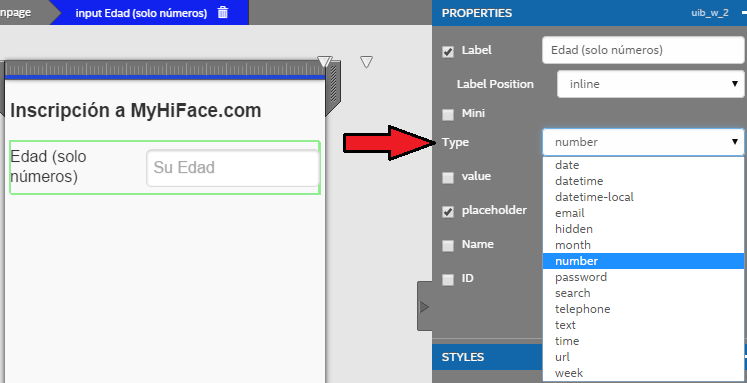 npage
input Edad (solo números)
Inscripción a MyHiFace.com
Edad (solo
números)
Su Edad
PROPERTIES
uib_w_2
Label
Edad (solo números)
Label Position
inline
Mini
Type
number
value
placeholder
Name
ID
date
datetime
datetime-local
email
hidden
month
number
password
search
telephone
text
time
url
week
STYLES